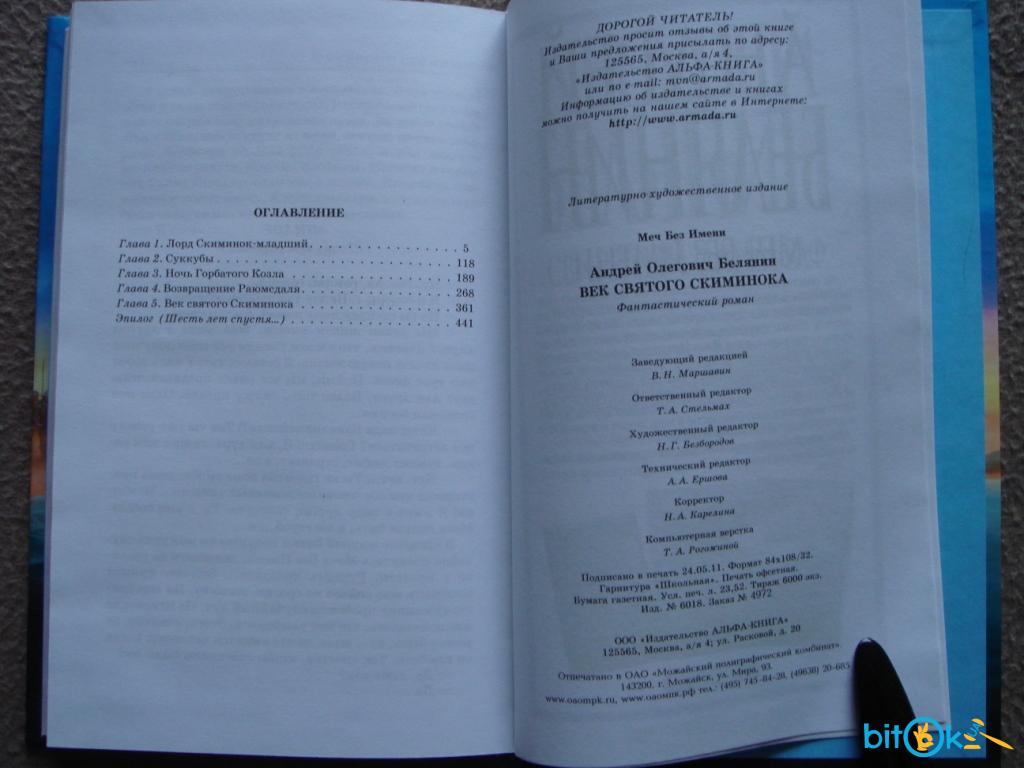 ОГЛАВЛЕНИЕ
Глава 1. Лорд Скиминок-младший . . . . . . . . . . . . . . . . . 5
Глава 2. Суккубы . . . . . . . . . . . . . . . . . . . . . . . . . . . 118
Глава 3. Ночь Горбатого Козла . . . . . . . . . . . . . . . . . 189
Глава 4. Возвращение Раюмсдаля . . . . . . . . . . . . . . . . 268
Глава 5. Век святого Скиминока . . . . . . . . . . . . . . . . 361
Эпилог (Шесть лет спустя...) . . . . . . . . . . . . . . . . . 441
ДОРОГОЙ ЧИТАТЕЛЬ!
Издательство просит отзывы об этой книге
и Ваши предложения присылать по адресу:
125565, Москва, а/я 4,
«Издательство АЛЬФА-КНИГА»
или по e-mail: mvn@armada.ru
Информацию об издательстве и книгах
можно получить на нашем сайте в Интернете:
http://www.armada.ru
Литературно-художественное издание
Меч Без Имени
Андрей Олегович Белянин
ВЕК СВЯТОГО СКИМИНОКА
Фантастический роман
Заведующий редакцией
В. Н. Маршавин
Ответственный редактор
Т. А. Стельмах
Художественный редактор
Н. Г. Безбородов
Технический редактор
А. А. Ершова
Корректор
Н. А. Карелина
Компьютерная верстка
Т. А. Рогожиной
Подписано в печать 24.05.11. Формат 84х108/32.
Гарнитура «Школьная». Печать офсетная.
Бумага газетная. Усл. печ. л. 23,52. Тираж 6000 экз.
Изд. № 6018. Заказ № 4972
ООО «Издательство АЛЬФА-КНИГА»
125565, Москва, а/я 4; ул. Расковой, д. 20
Отпечатано в ОАО «Можайский полиграфический комбинат».
143200, г. Можайск, ул. Мира, 93.
www.oaompk.ru, www.оаомпк.рф тел.: (495) 745-84-28, (49638) 20-685
bitOk